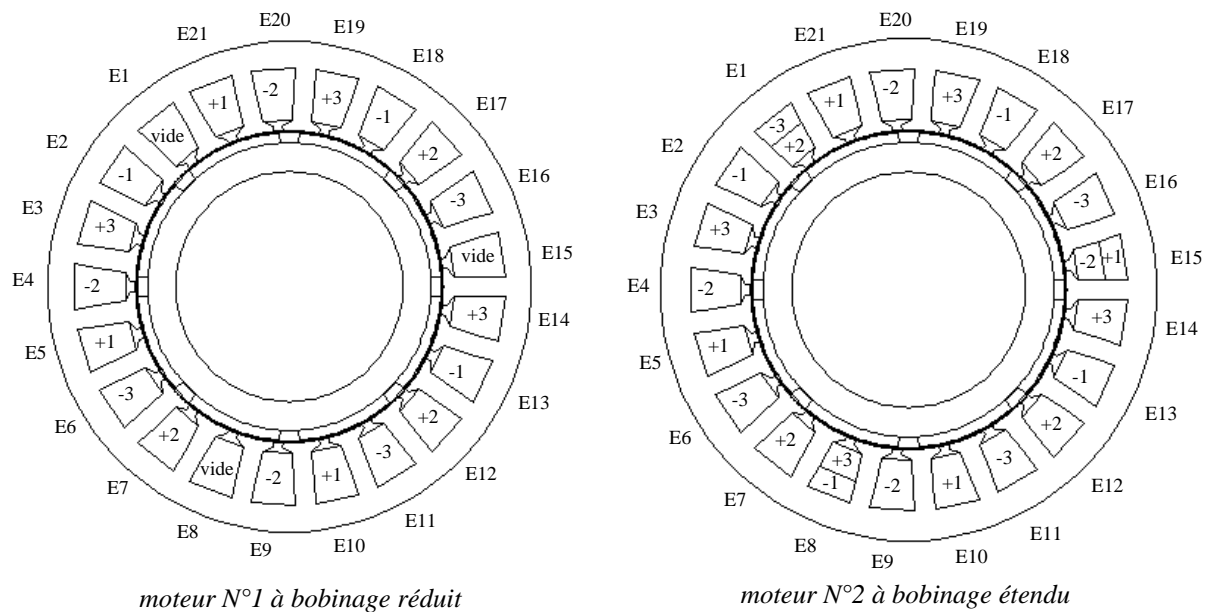 E20
E21 E19
E1 E18
E2 E17
E3 E16
E4 E15
E5 E14
E6 E13
E7 E12
E8 E11
E9 E10
vide +1 -2 +3 -1 +2 -3 vide +3 -1 +2 -3 +1 -2 vide +2 -3 +1 -2 +3 -1
moteur N°1 à bobinage réduit
E20
E21 E19
E1 E18
E2 E17
E3 E16
E4 E15
E5 E14
E6 E13
E7 E12
E8 E11
E9 E10
-3 +2 +1 -2 +3 -1 +2 -3 -2 +1 +3 -1 +2 -3 +1 -2 +3 -1 +2 -3 +1 -2 +3 -1
moteur N°2 à bobinage étendu